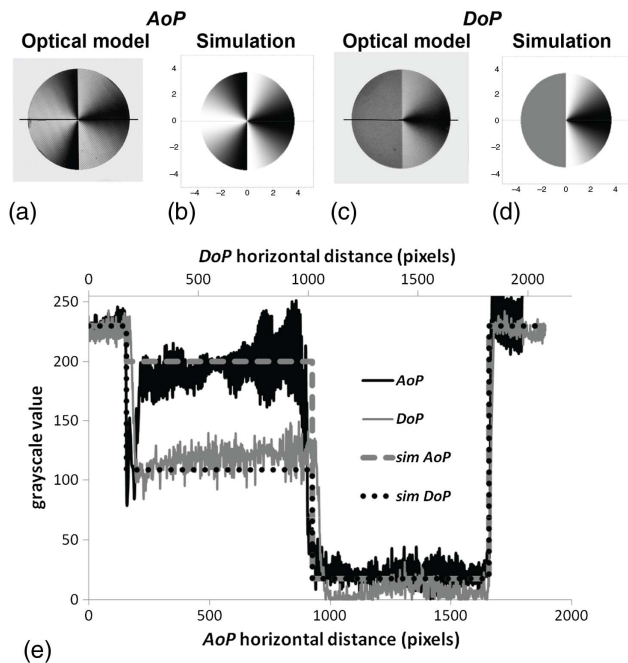 AoP DoP
Optical model Simulation Optical model Simulation
4 4
2 2
0 0
−2 −2
−4 −4
−4 −2 0 2 4 −4 −2 0 2 4
(a) (b) (c) (d)
DoP horizontal distance (pixels)
0 500 1000 1500 2000
250
200
150
100
50
0
grayscale value
AoP
DoP
sim AoP
sim DoP
0 500 1000 1500 2000
AoP horizontal distance (pixels)
(e)